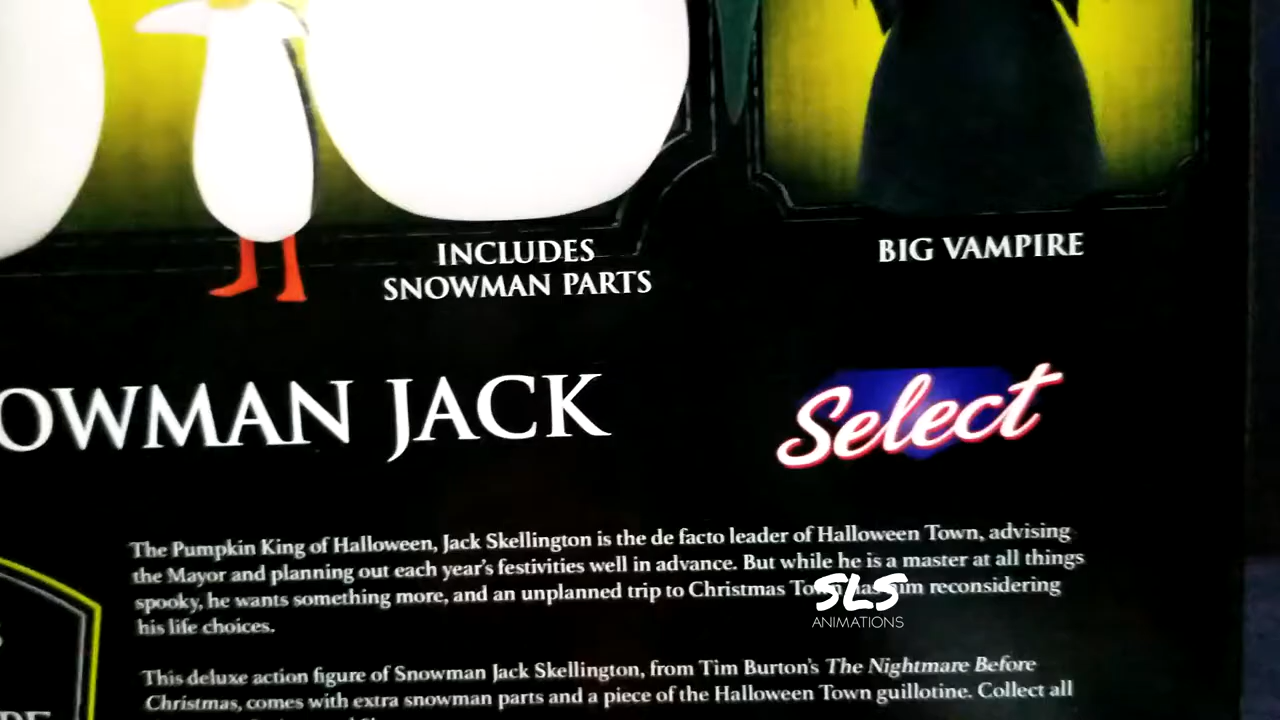 INCLUDES
SNOWMAN PARTS
BIG VAMPIRE
OWMAN JACK
Select
The Pumpkin King of Halloween, Jack Skellington is the de facto leader of Halloween Town, advising
the Mayor and planning out each year's festivities well in advance. But while he is a master at all things
spooky, he wants something more, and an unplanned trip to Christmas Town has him reconsidering
his life choices.
SLS
ANIMATIONS
This deluxe action figure of Snowman Jack Skellington, from Tim Burton's The Nightmare Before
Christmas, comes with extra snowman parts and a piece of the Halloween Town guillotine. Collect all